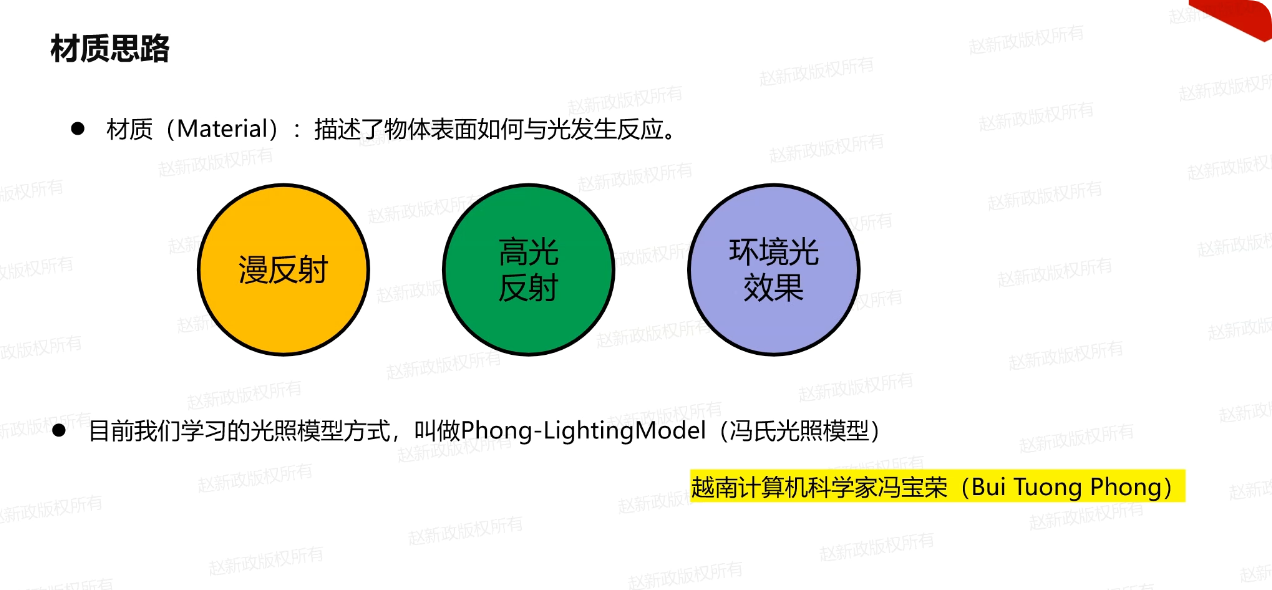 材质思路
● 材质（Material）：描述了物体表面如何与光发生反应。
漫反射
高光
反射
环境光
效果
● 目前我们学习的光照模型方式，叫做Phong-LightingModel（冯氏光照模型）
越南计算机科学家冯宝荣（Bui Tuong Phong）
赵新政版权所有